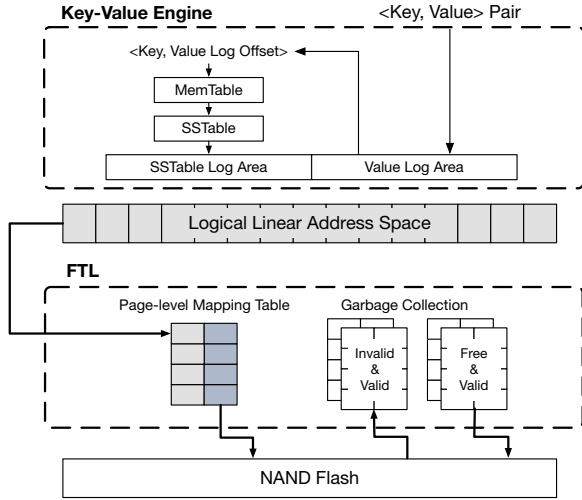 Key-Value Engine
<Key, Value> Pair
<Key, Value Log Offset>
MemTable
SSTable
SSTable Log Area
Value Log Area
Logical Linear Address Space
FTL
Page-level Mapping Table
Garbage Collection
Invalid
&
Valid
Free
&
Valid
NAND Flash